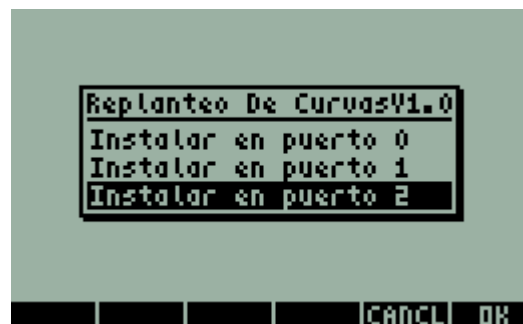 Replanteo De CurvasV1.0
Instalar en puerto 0
Instalar en puerto 1
Instalar en puerto 2
CANCL OK